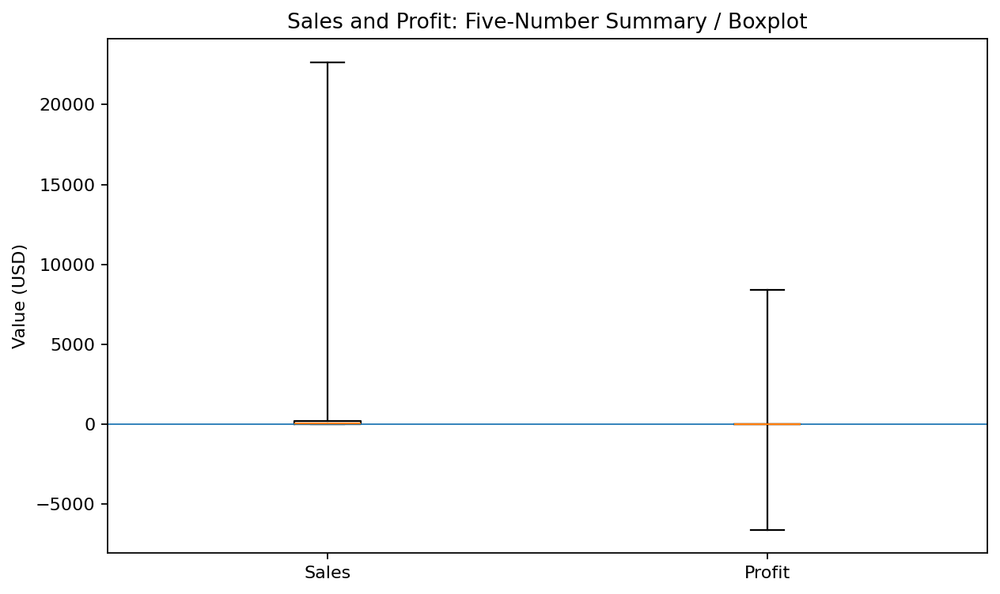 Sales and Profit: Five-Number Summary / Boxplot
Value (USD)
20000
15000
10000
5000
0
−5000
Sales
Profit